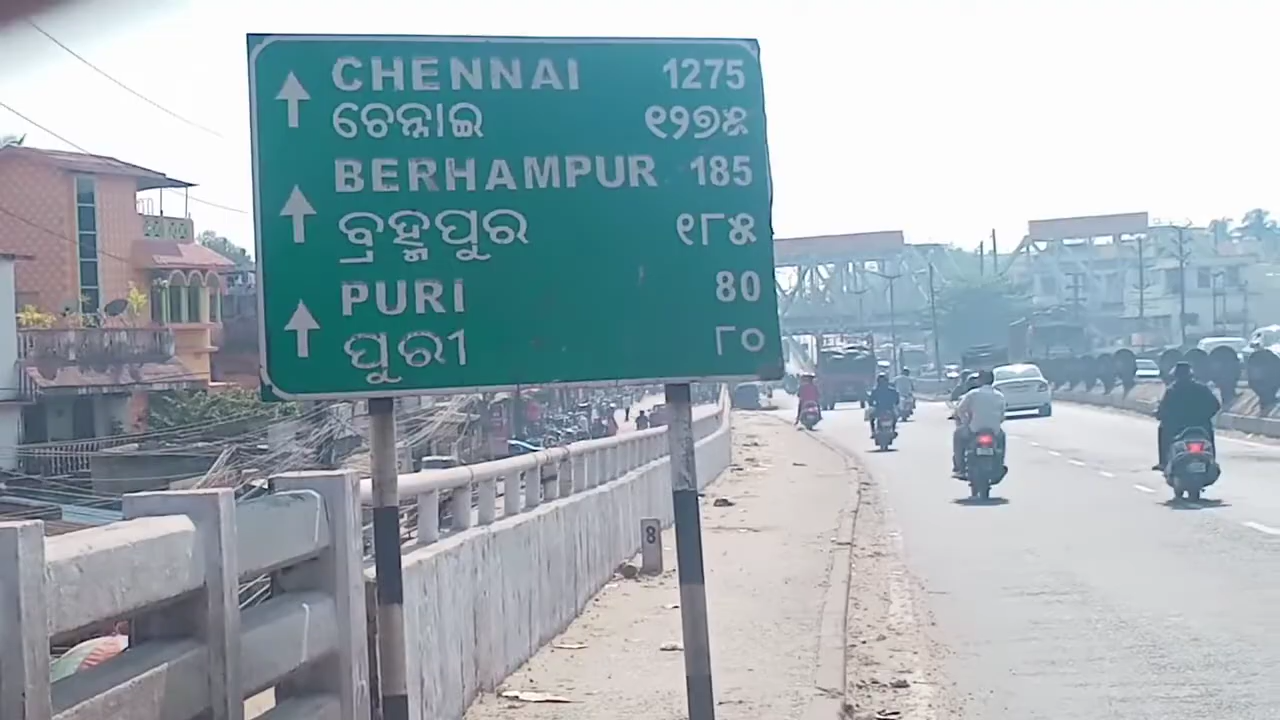 CHENNAI 1275
ଚେନ୍ନାଇ ୧୨୭୫
BERHAMPUR 185
ବ୍ରହ୍ମପୁର ୧୮୫
PURI 80
ପୁରୀ ୮୦
8